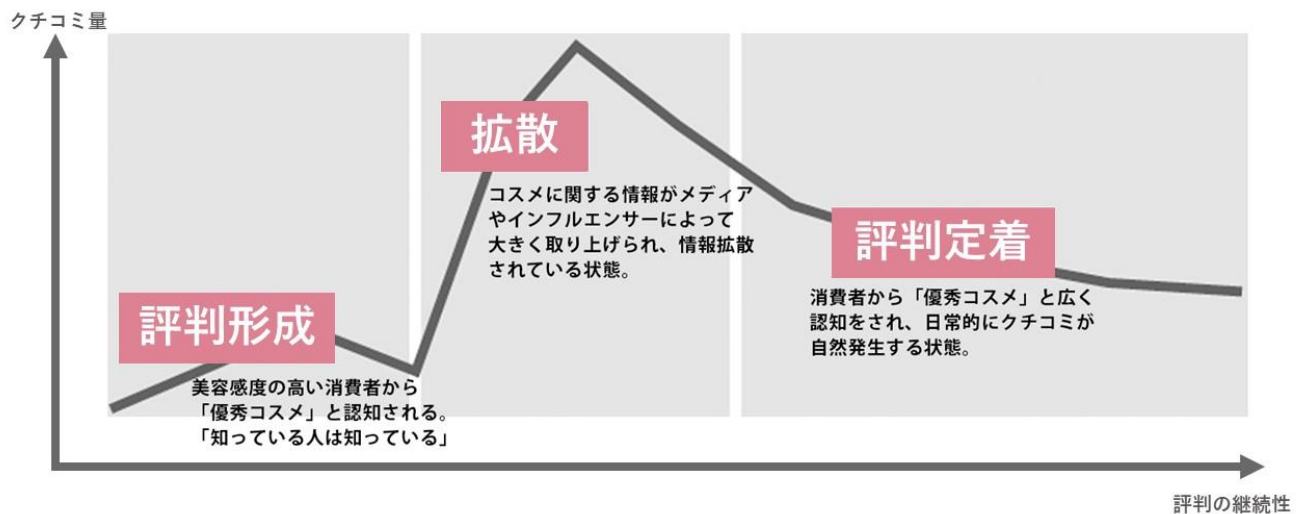 クチコミ量
評判形成
美容感度の高い消費者から
「優秀コスメ」と認知される。
「知っている人は知っている」
拡散
コスメに関する情報がメディア
やインフルエンサーによって
大きく取り上げられ、情報拡散
されている状態。
評判定着
消費者から「優秀コスメ」と広く
認知をされ、日常的にクチコミが
自然発生する状態。
評判の継続性